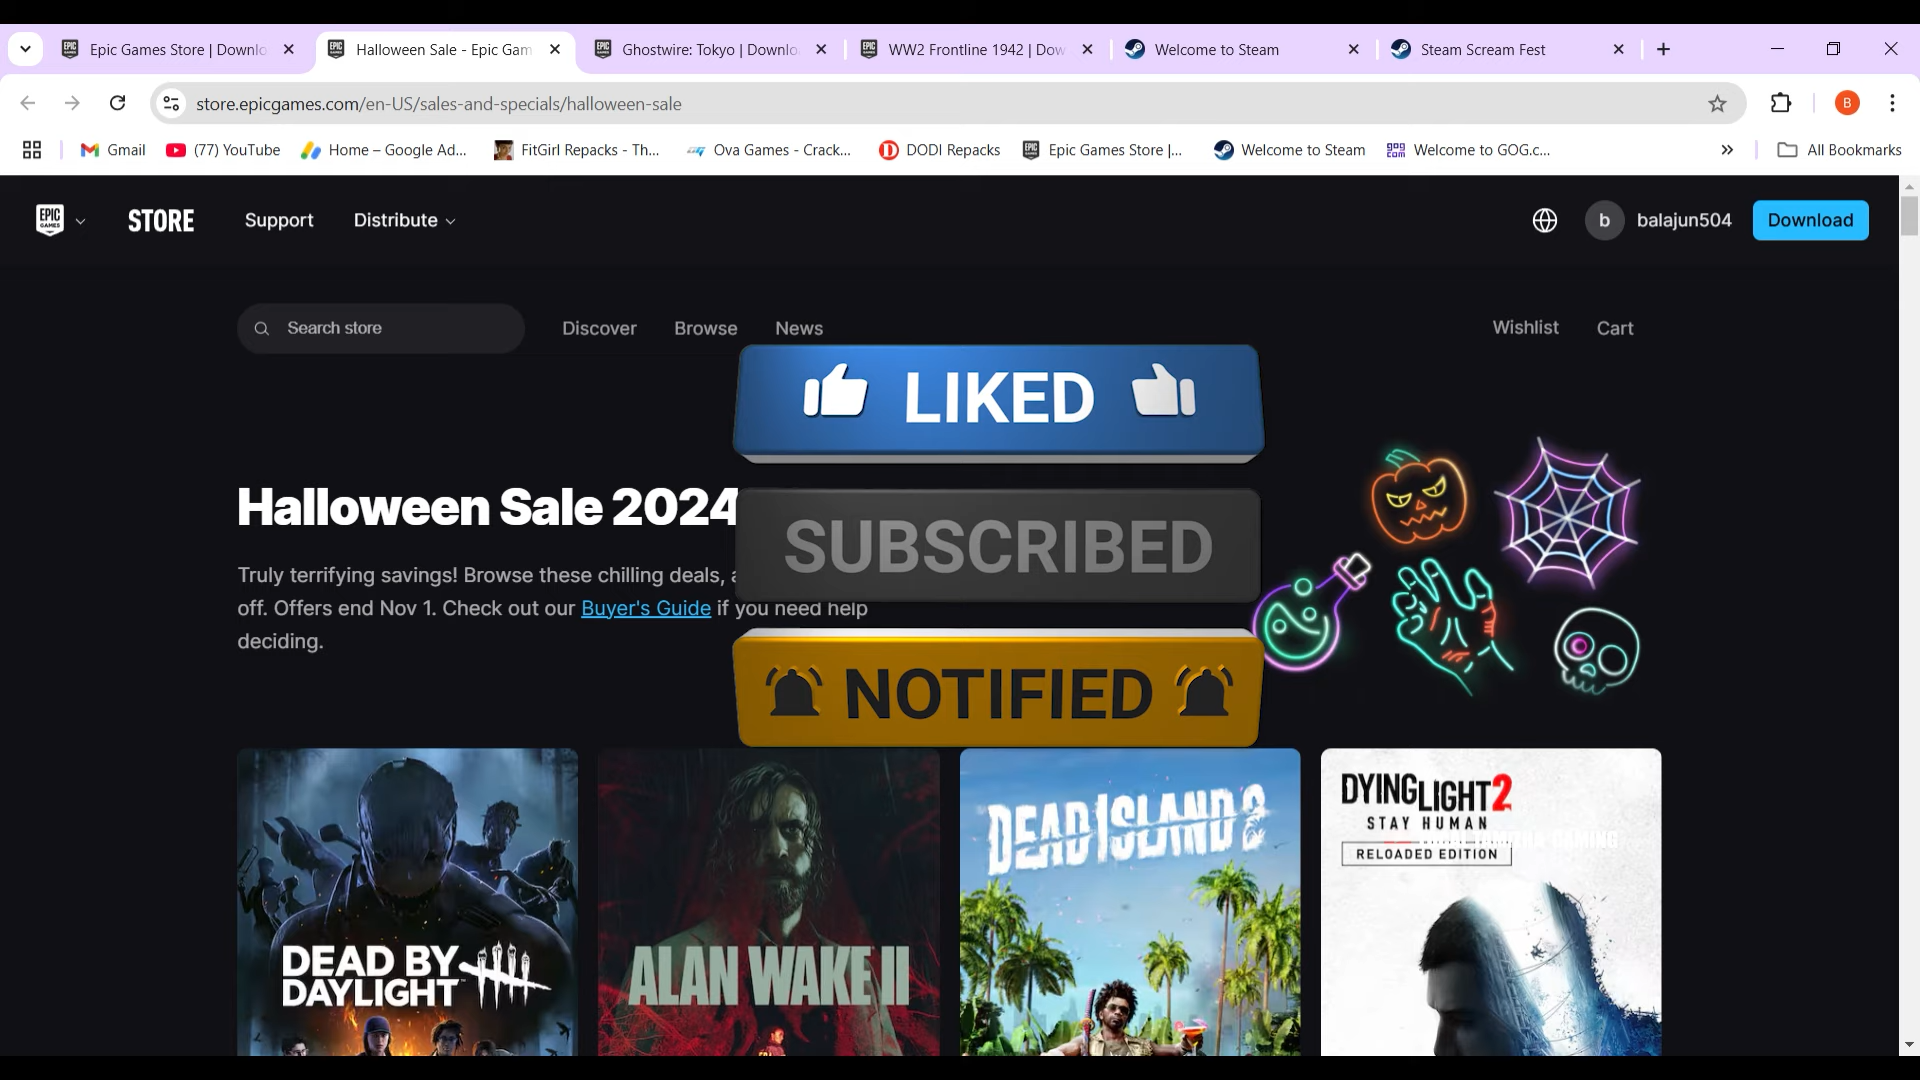 Epic Games Store | Downlo
Halloween Sale - Epic Gam
Ghostwire: Tokyo | Downlo
WW2 Frontline 1942 | Dow
Welcome to Steam
Steam Scream Fest
store.epicgames.com/en-US/sales-and-specials/halloween-sale
B
Gmail
(77) YouTube
Home – Google Ad...
FitGirl Repacks - Th...
Ova Games - Crack...
DODI Repacks
Epic Games Store |...
Welcome to Steam
GOG COM
Welcome to GOG.c...
All Bookmarks
EPIC GAMES
STORE
Support
Distribute
b
balajun504
Download
Search store
Discover
Browse
News
Wishlist
Cart
LIKED
SUBSCRIBED
NOTIFIED
Halloween Sale 2024
Truly terrifying savings! Browse these chilling deals,
off. Offers end Nov 1. Check out our Buyer's Guide if you need help
deciding.
DEAD BY
DAYLIGHT
ALAN WAKE II
DEAD ISLAND 2
DYING LIGHT 2
STAY HUMAN
RELOADED EDITION
GAMING